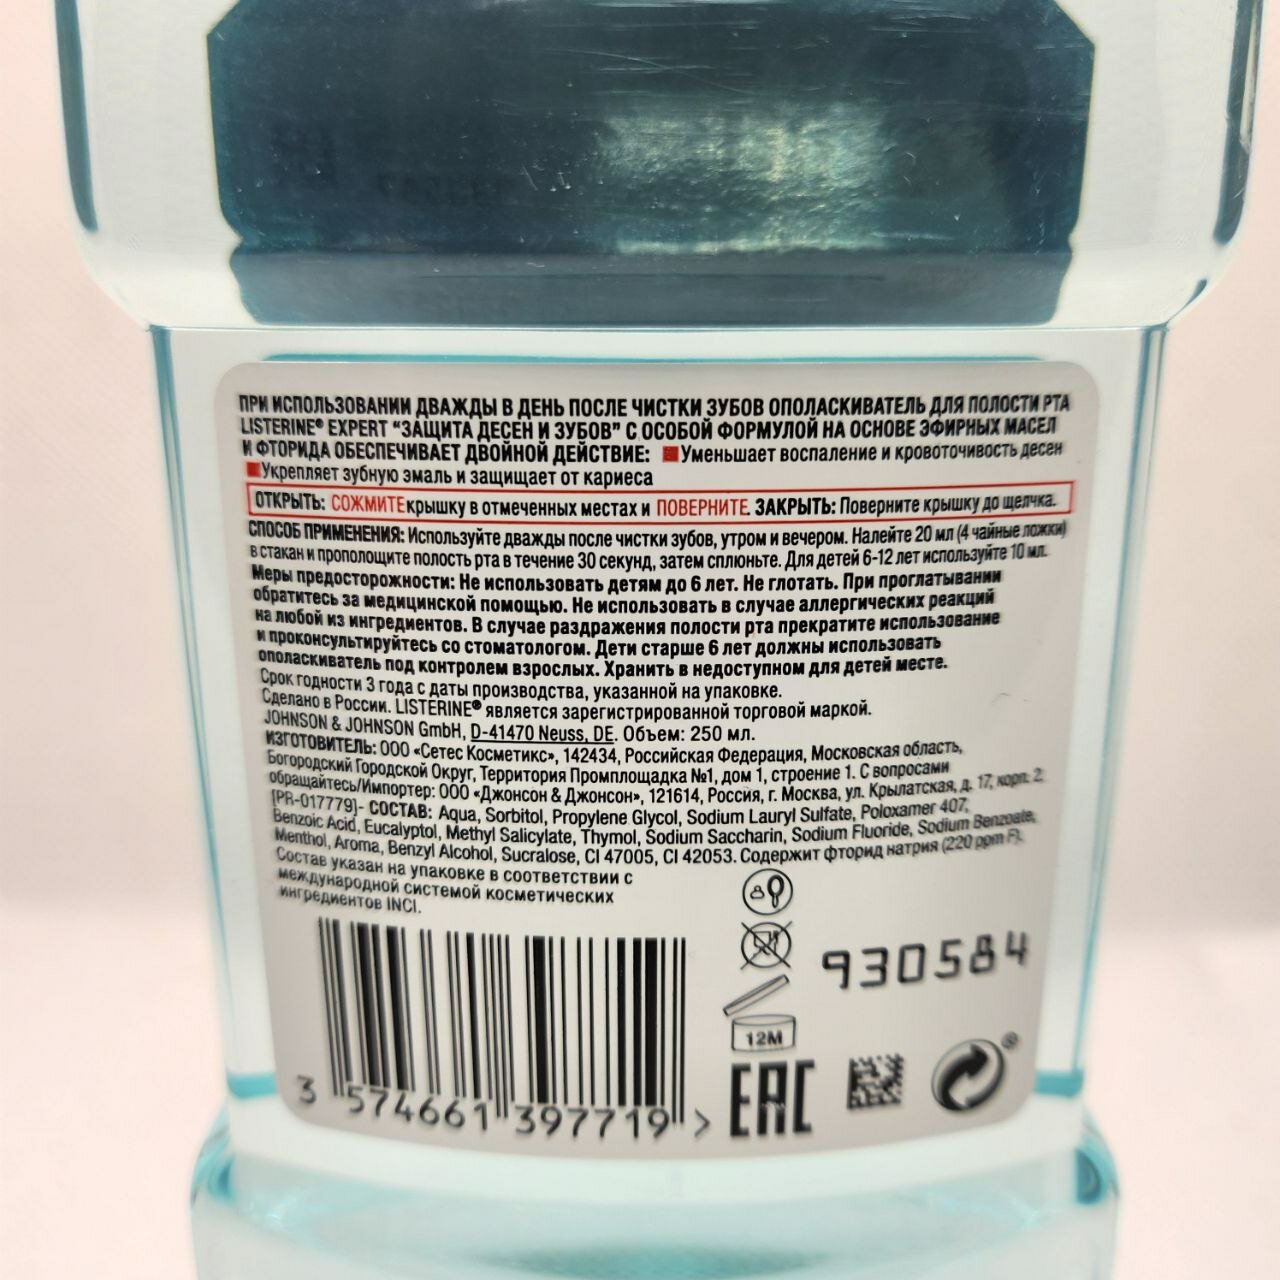 ПРИ ИСПОЛЬЗОВАНИИ ДВАЖДЫ В ДЕНЬ ПОСЛЕ ЧИСТКИ ЗУБОВ ОПОЛАСКИВАТЕЛЬ ДЛЯ ПОЛОСТИ РТА
LISTERINE® EXPERT “ЗАЩИТА ДЕСЕН И ЗУБОВ” С ОСОБОЙ ФОРМУЛОЙ НА ОСНОВЕ ЭФИРНЫХ МАСЕЛ
И ФТОРИДА ОБЕСПЕЧИВАЕТ ДВОЙНОЙ ДЕЙСТВИЕ: ■Уменьшает воспаление и кровоточивость десен
■Укрепляет зубную эмаль и защищает от кариеса
ОТКРЫТЬ: СОЖМИТЕ крышку в отмеченных местах и ПОВЕРНИТЕ. ЗАКРЫТЬ: Поверните крышку до щелчка.
СПОСОБ ПРИМЕНЕНИЯ: Используйте дважды после чистки зубов, утром и вечером. Налейте 20 мл (4 чайные ложки)
в стакан и прополощите полость рта в течение 30 секунд, затем сплюньте. Для детей 6-12 лет используйте 10 мл.
Меры предосторожности: Не использовать детям до 6 лет. Не глотать. При проглатывании
обратитесь за медицинской помощью. Не использовать в случае аллергических реакций
на любой из ингредиентов. В случае раздражения полости рта прекратите использование
и проконсультируйтесь со стоматологом. Дети старше 6 лет должны использовать
ополаскиватель под контролем взрослых. Хранить в недоступном для детей месте.
Срок годности 3 года с даты производства, указанной на упаковке.
Сделано в России. LISTERINE® является зарегистрированной торговой маркой.
JOHNSON & JOHNSON GmbH, D-41470 Neuss, DE. Объем: 250 мл.
ИЗГОТОВИТЕЛЬ: ООО «Сетес Косметикс», 142434, Российская Федерация, Московская область,
Богородский Городской Округ, Территория Промплощадка №1, дом 1, строение 1. С вопросами
обращайтесь/Импортер: ООО «Джонсон & Джонсон», 121614, Россия, г. Москва, ул. Крылатская, д. 17, корп. 2
[PR-017779]- СОСТАВ: Aqua, Sorbitol, Propylene Glycol, Sodium Lauryl Sulfate, Poloxamer 407,
Benzoic Acid, Eucalyptol, Methyl Salicylate, Thymol, Sodium Saccharin, Sodium Fluoride, Sodium Benzoate,
Menthol, Aroma, Benzyl Alcohol, Sucralose, CI 47005, CI 42053. Содержит фторид натрия (220 ppm F).
Состав указан на упаковке в соответствии с
международной системой косметических
ингредиентов INCI.
930584
12M
EAC
3 574661 397719 >